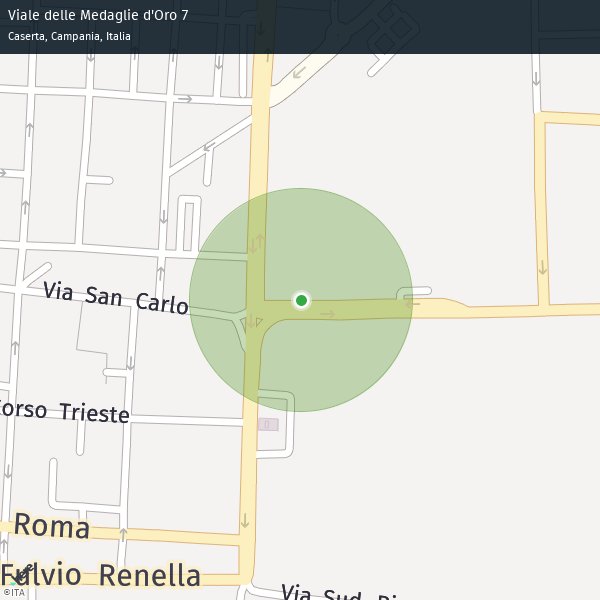 Viale delle Medaglie d'Oro 7
Caserta, Campania, Italia
Via San Carlo
Corso Trieste
Roma
Fulvio Renella
Via Sud
©ITA